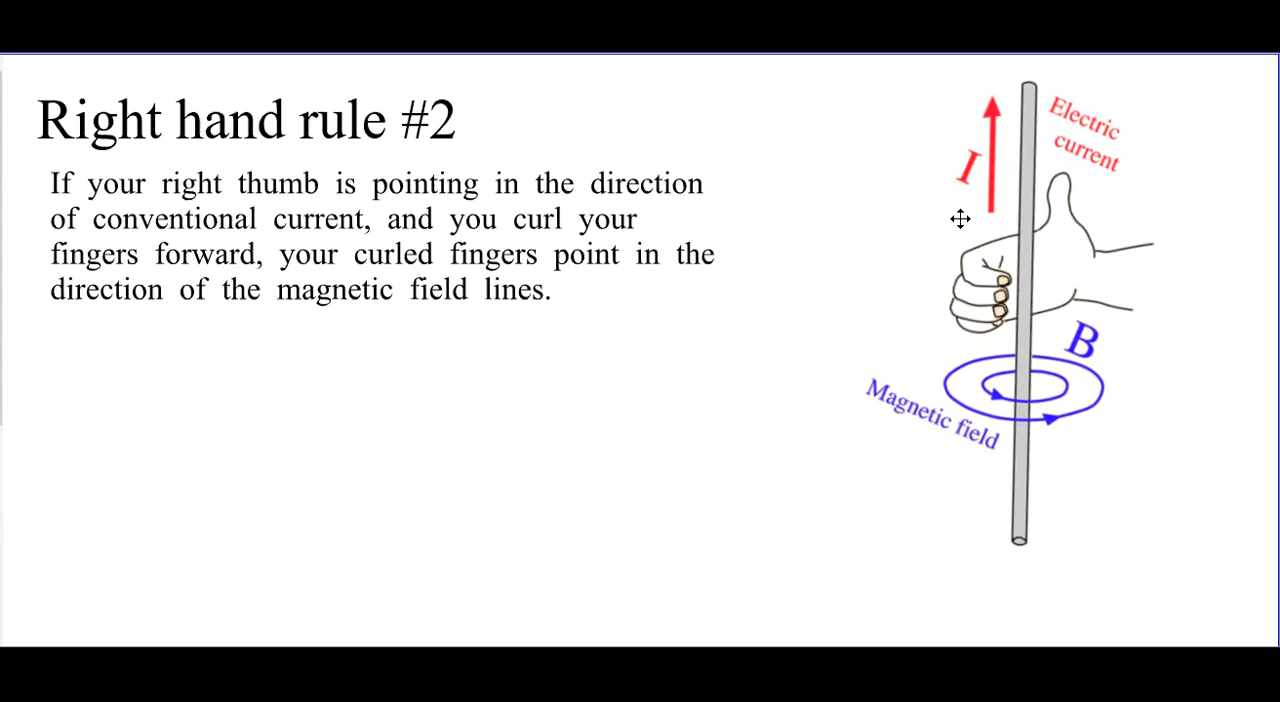 Right hand rule #2
If your right thumb is pointing in the direction
of conventional current, and you curl your
fingers forward, your curled fingers point in the
direction of the magnetic field lines.
Electric
current
I
B
Magnetic field